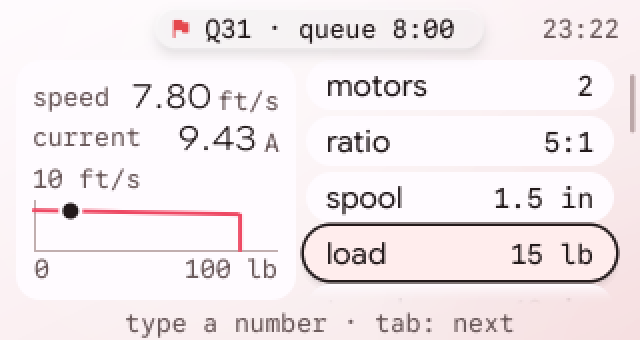 Q31 · queue 8:00
23:22
speed 7.80 ft/s
current 9.43 A
10 ft/s
0 100 lb
motors 2
ratio 5:1
spool 1.5 in
load 15 lb
type a number · tab: next